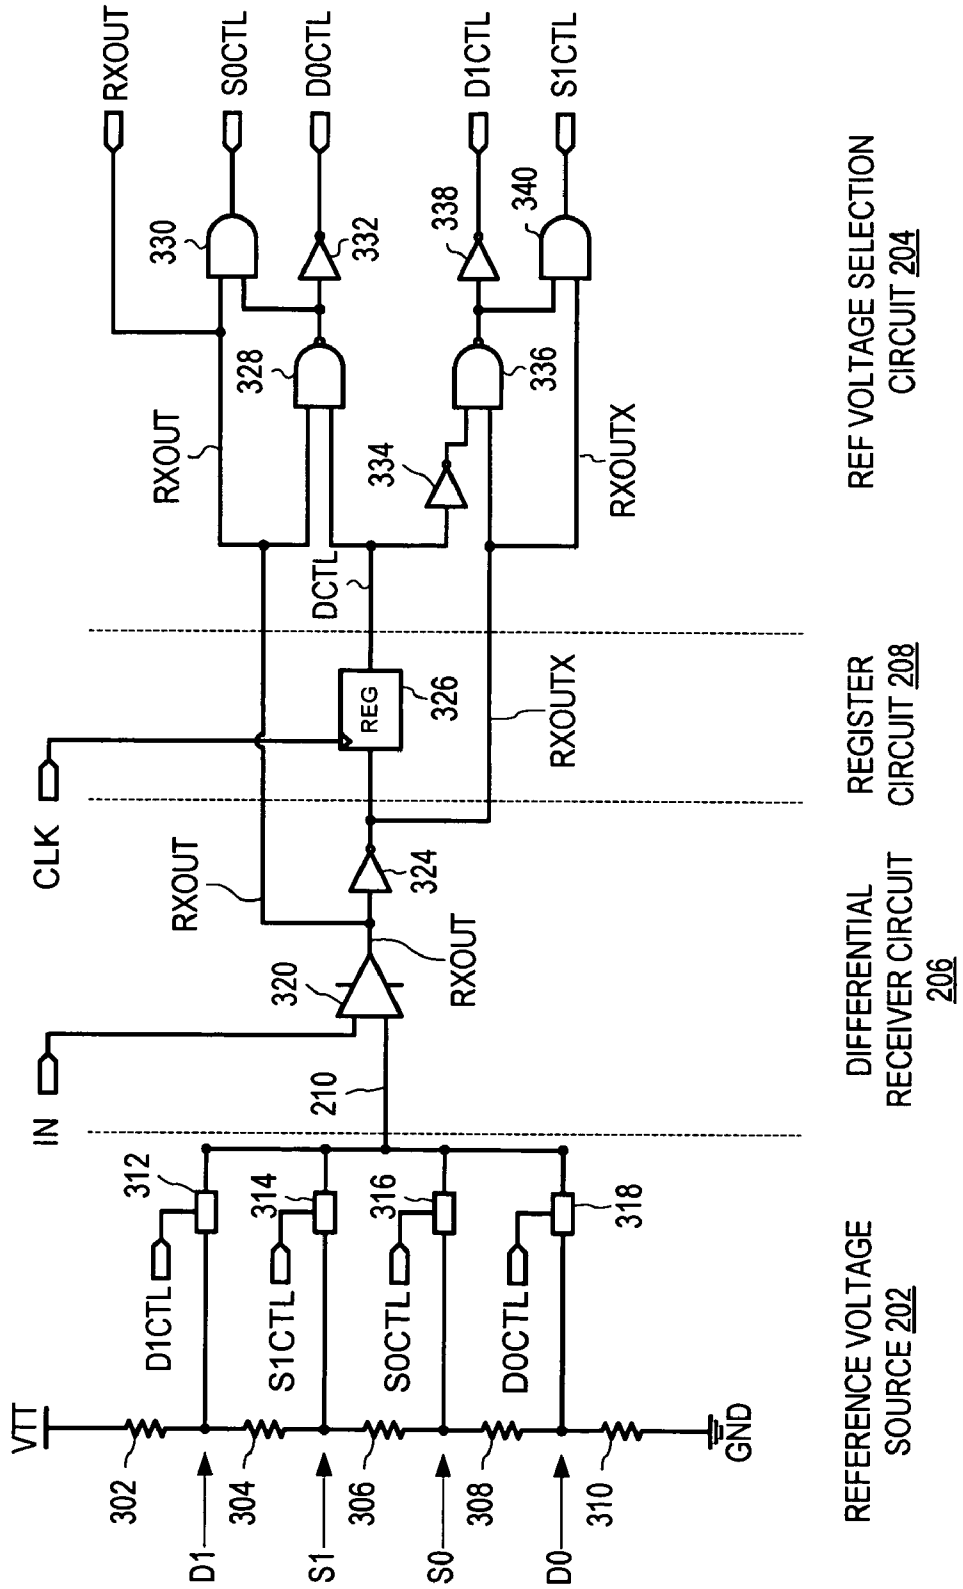 VTT
302
D1
304
S1
306
S0
308
D0
310
GND
D1CTL
312
S1CTL
314
S0CTL
316
D0CTL
318
REFERENCE VOLTAGE
SOURCE 202
IN
210
320
RXOUT
RXOUT
324
DIFFERENTIAL
RECEIVER CIRCUIT
206
CLK
REG
326
RXOUTX
REGISTER
CIRCUIT 208
DCTL
RXOUT
328
330
332
334
336
338
340
RXOUTX
RXOUT
S0CTL
D0CTL
D1CTL
S1CTL
REF VOLTAGE SELECTION
CIRCUIT 204